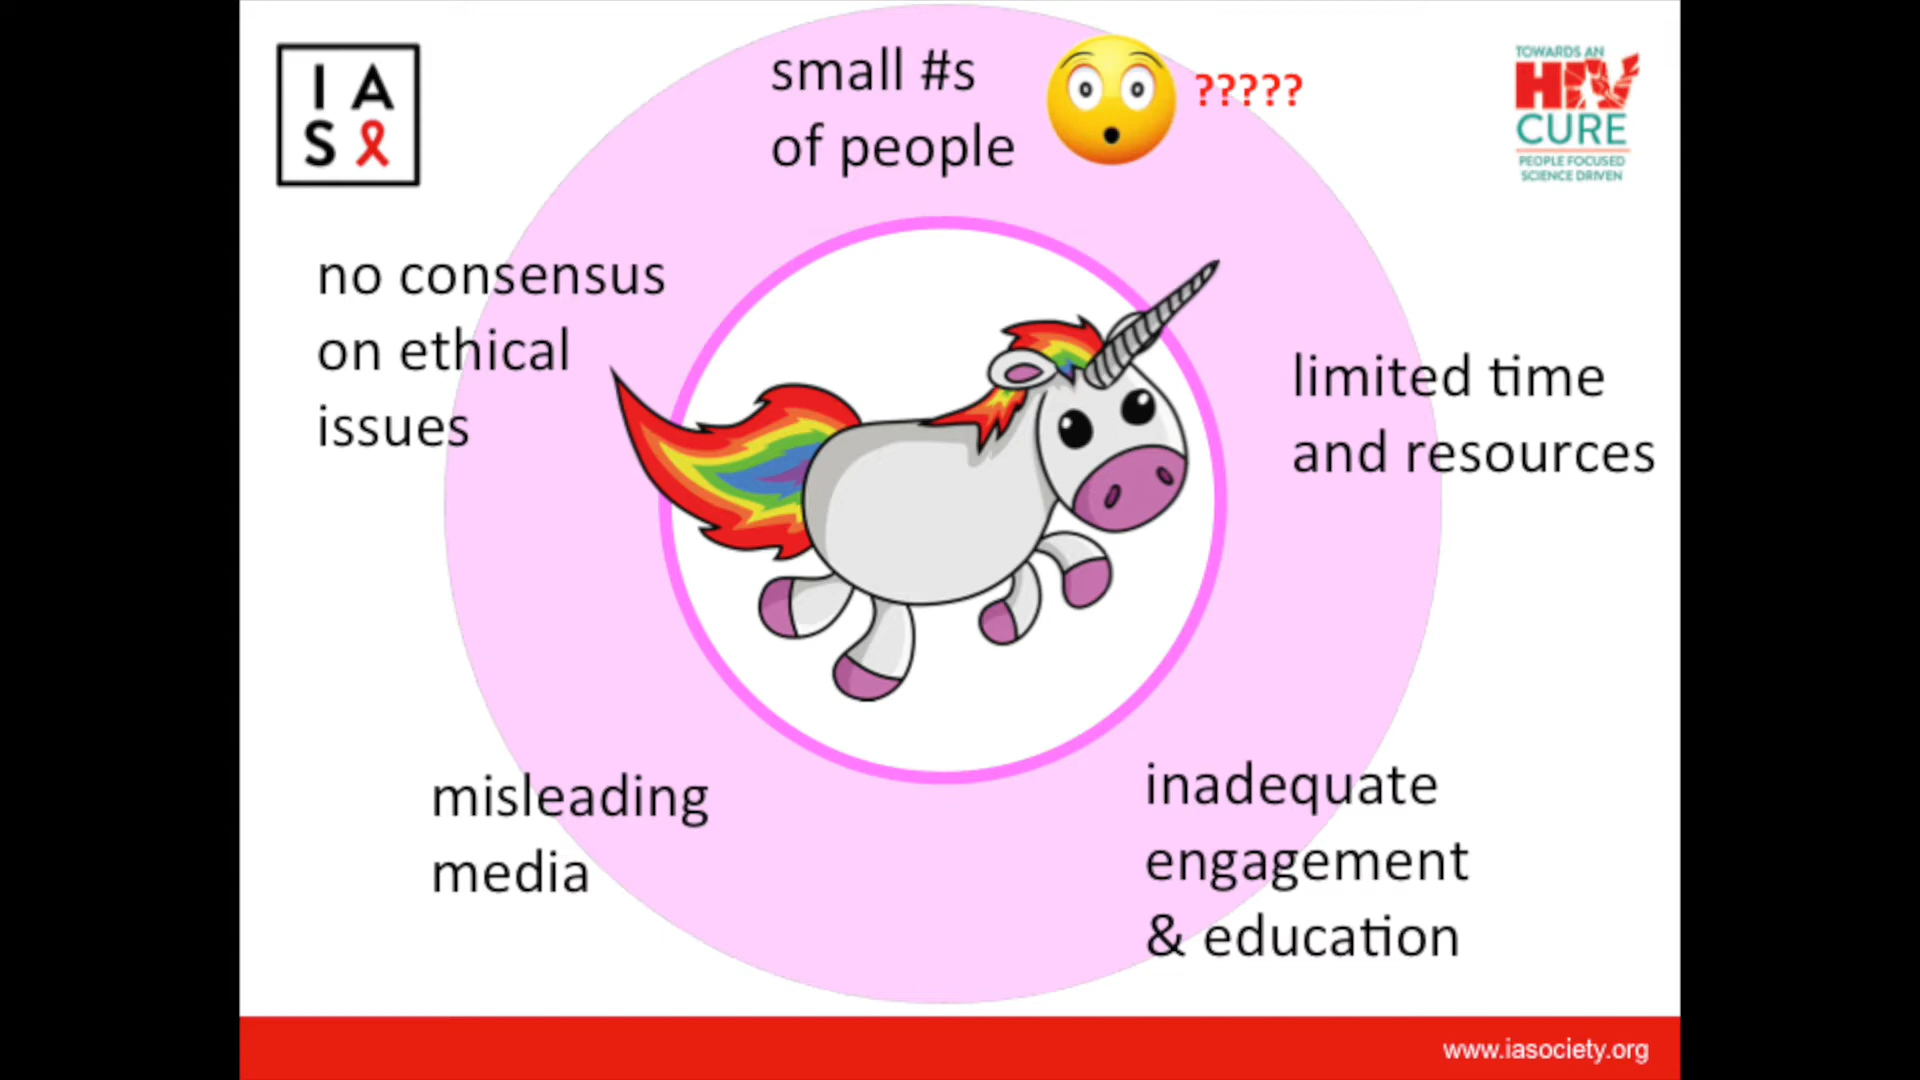 I A
S
small #s
of people
?????
TOWARDS AN
HIV
CURE
PEOPLE FOCUSED
SCIENCE DRIVEN
no consensus
on ethical
issues
limited time
and resources
misleading
media
inadequate
engagement
& education
www.iasociety.org